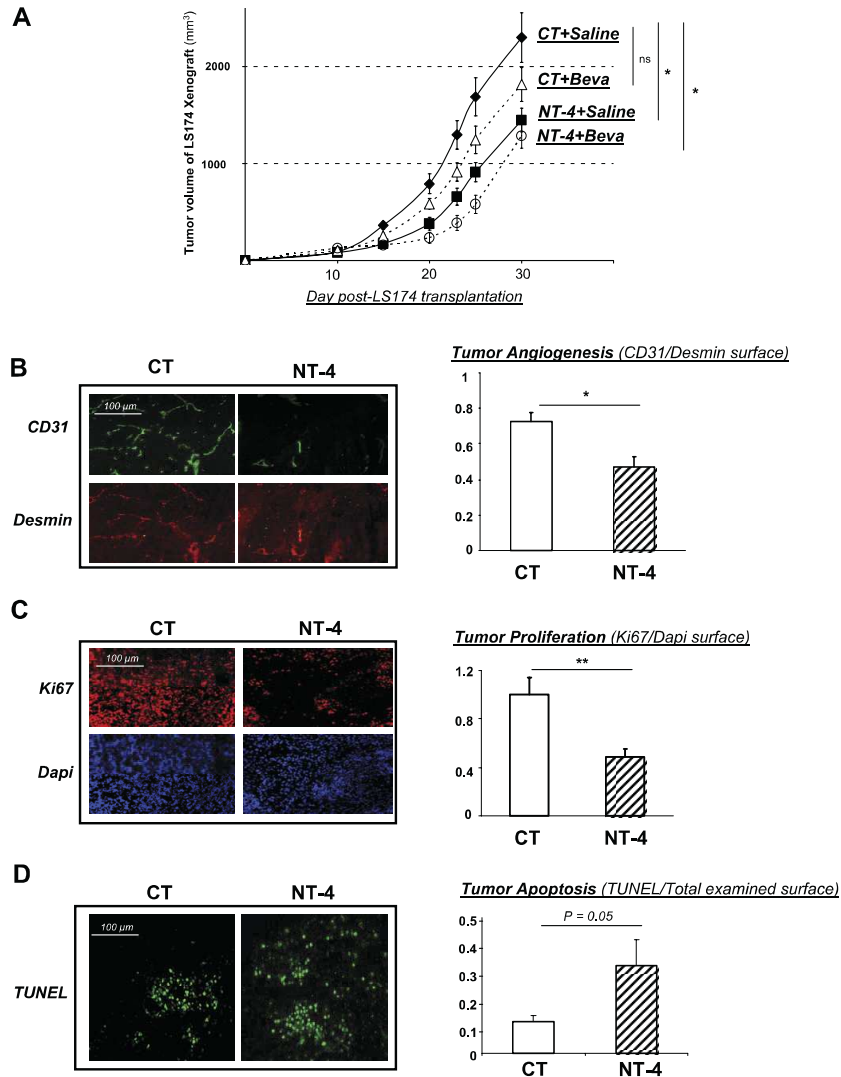 A
Tumor volume of LS174 Xenograft (mm3)
2000
1000
10
20
30
Day post-LS174 transplantation
CT+Saline
CT+Beva
NT-4+Saline
NT-4+Beva
ns
*
*
B
CT
NT-4
CD31
Desmin
100 µm
Tumor Angiogenesis (CD31/Desmin surface)
1
0.8
0.6
0.4
0.2
0
*
CT
NT-4
C
CT
NT-4
Ki67
Dapi
100 µm
Tumor Proliferation (Ki67/Dapi surface)
1.2
0.8
0.4
0
**
CT
NT-4
D
CT
NT-4
TUNEL
100 µm
Tumor Apoptosis (TUNEL/Total examined surface)
0.5
0.4
0.3
0.2
0.1
0
P = 0.05
CT
NT-4